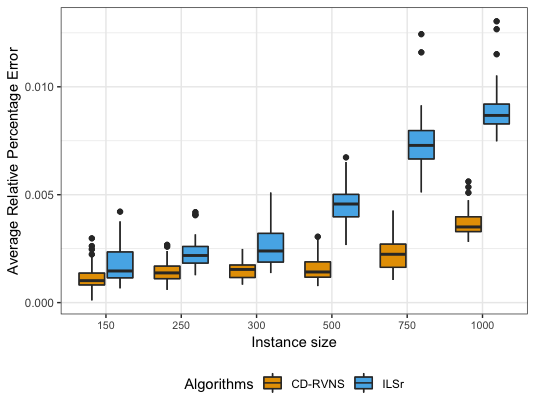 Average Relative Percentage Error
0.010
0.005
0.000
150 250 300 500 750 1000
Instance size
Algorithms CD-RVNS ILSr